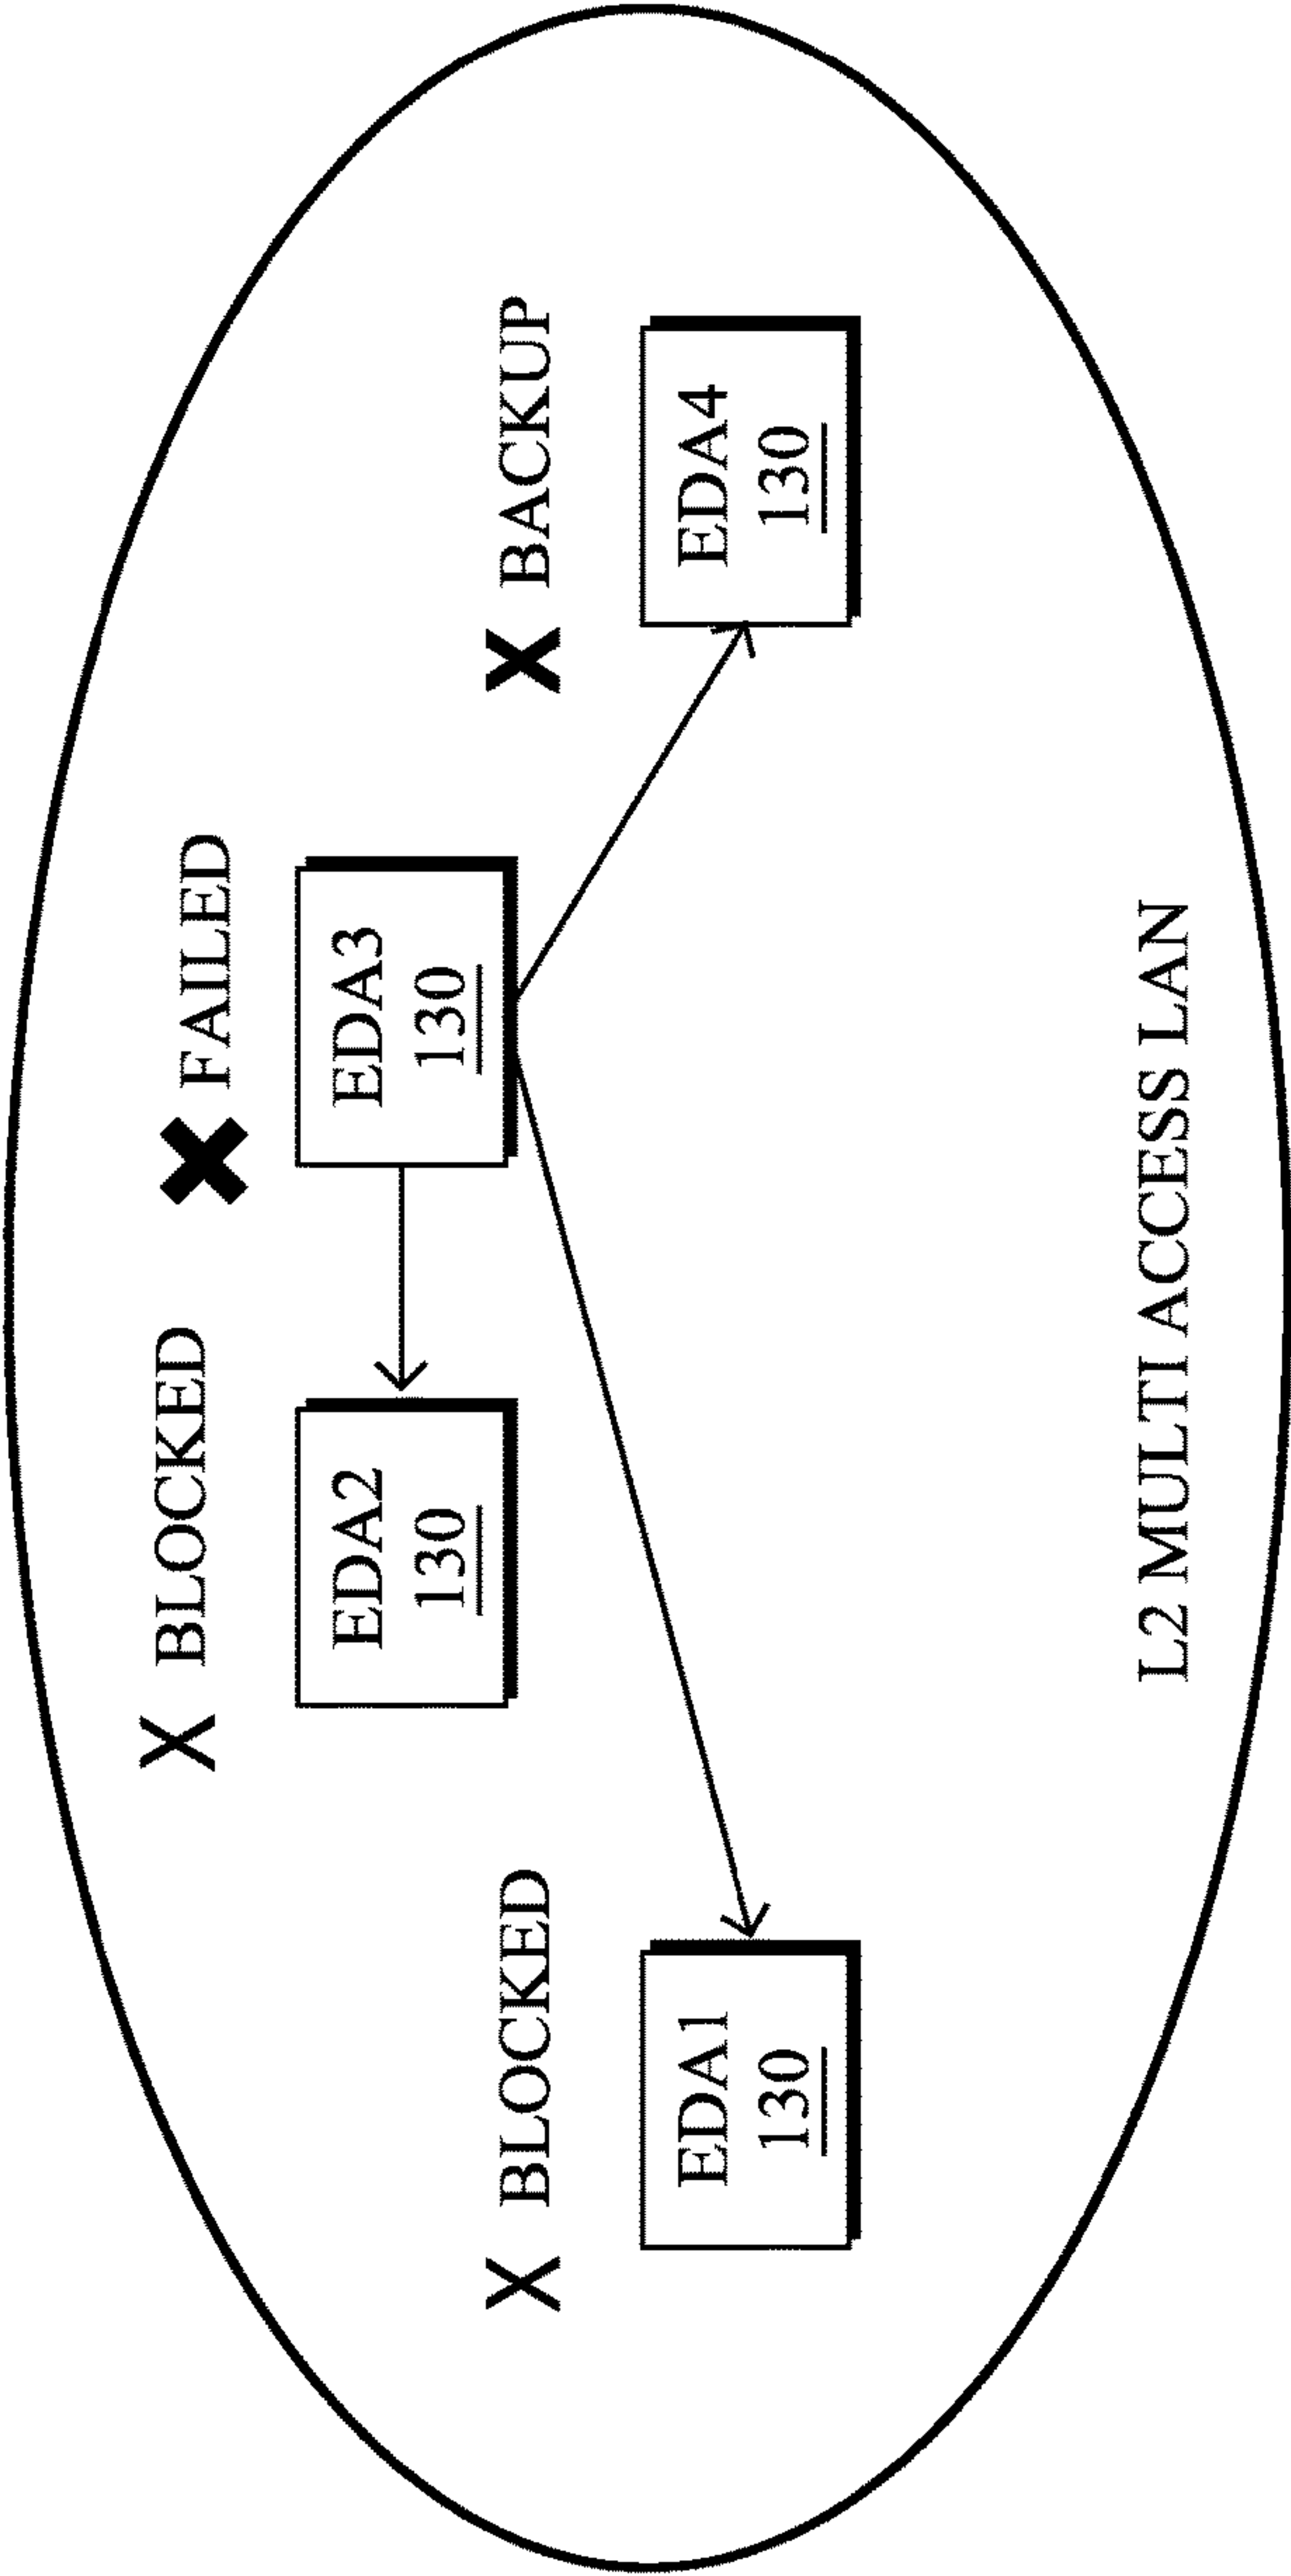 X BLOCKED
X FAILED
EDA2
130
EDA3
130
X BLOCKED
X BACKUP
EDA1
130
EDA4
130
L2 MULTI ACCESS LAN